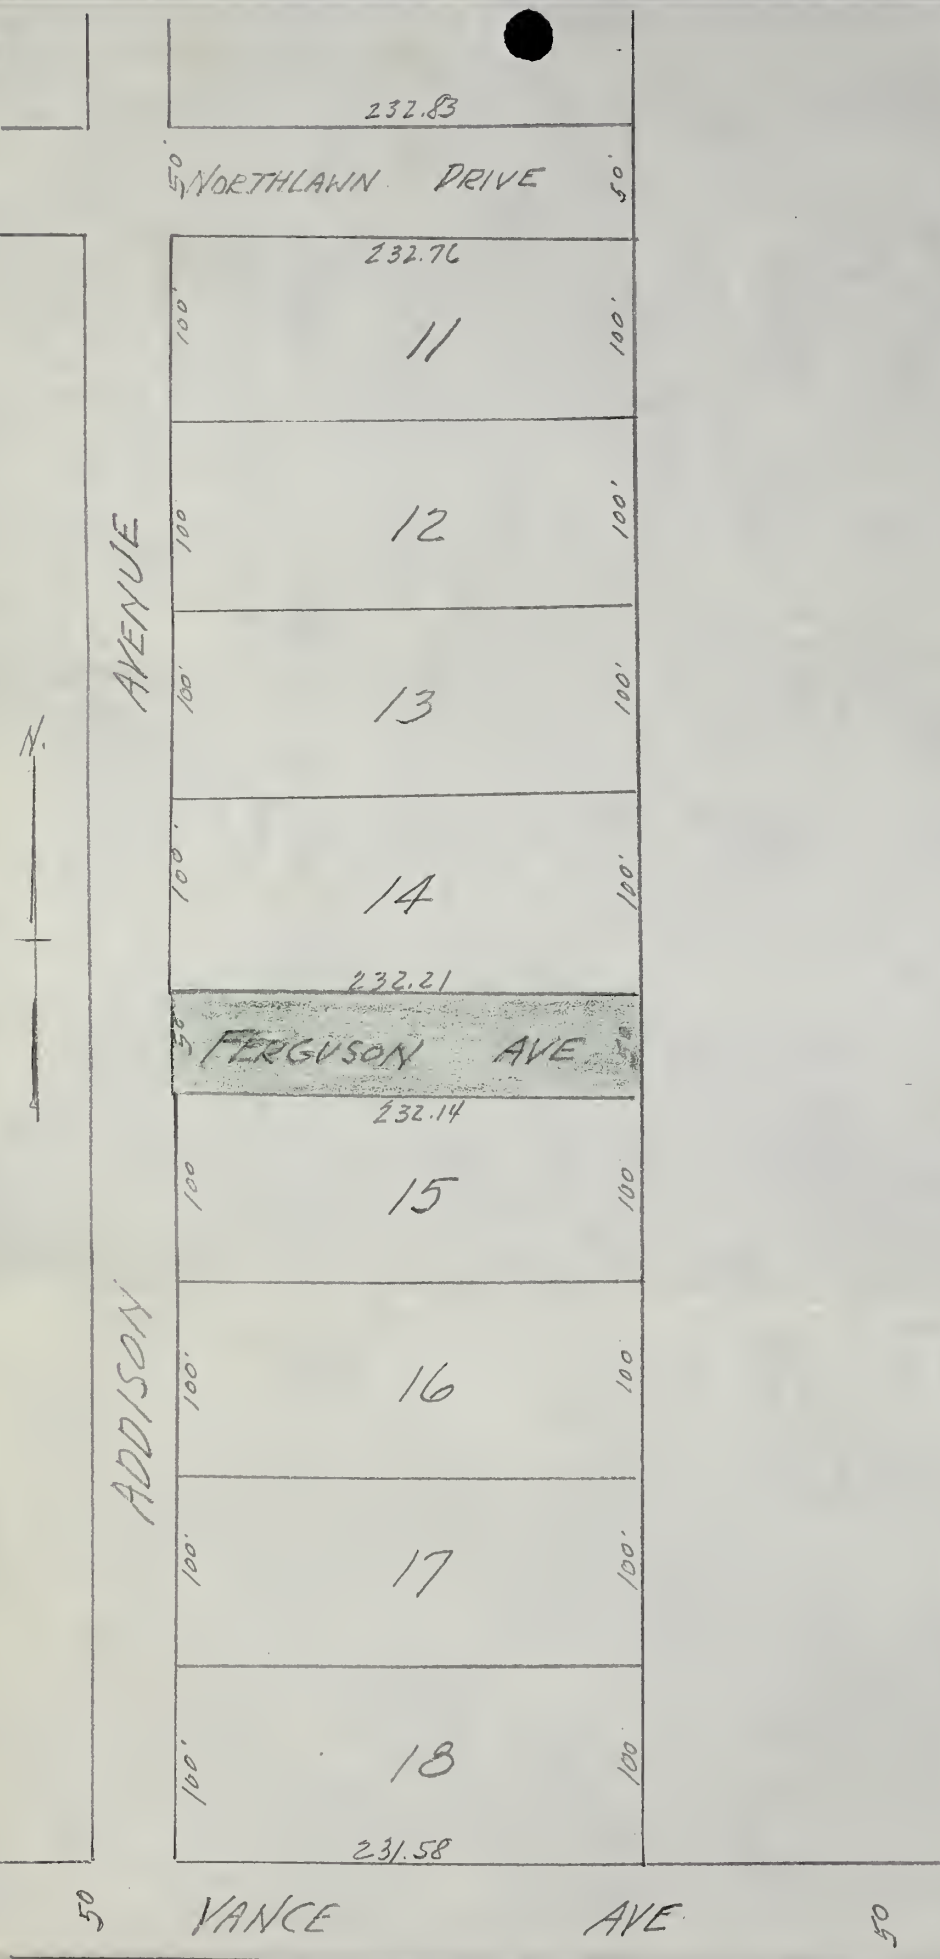 232.83
50' NORTHLAWN DRIVE 50'
232.76
100' 11 100'
100' 12 100'
AVENUE
100' 13 100'
N.
100' 14 100'
232.21
50' FERGUSON AVE 50
232.14
100 15 100
ADDISON
100' 16 100
100' 17 100'
100' 18 100
231.58
50 VANCE AVE 50